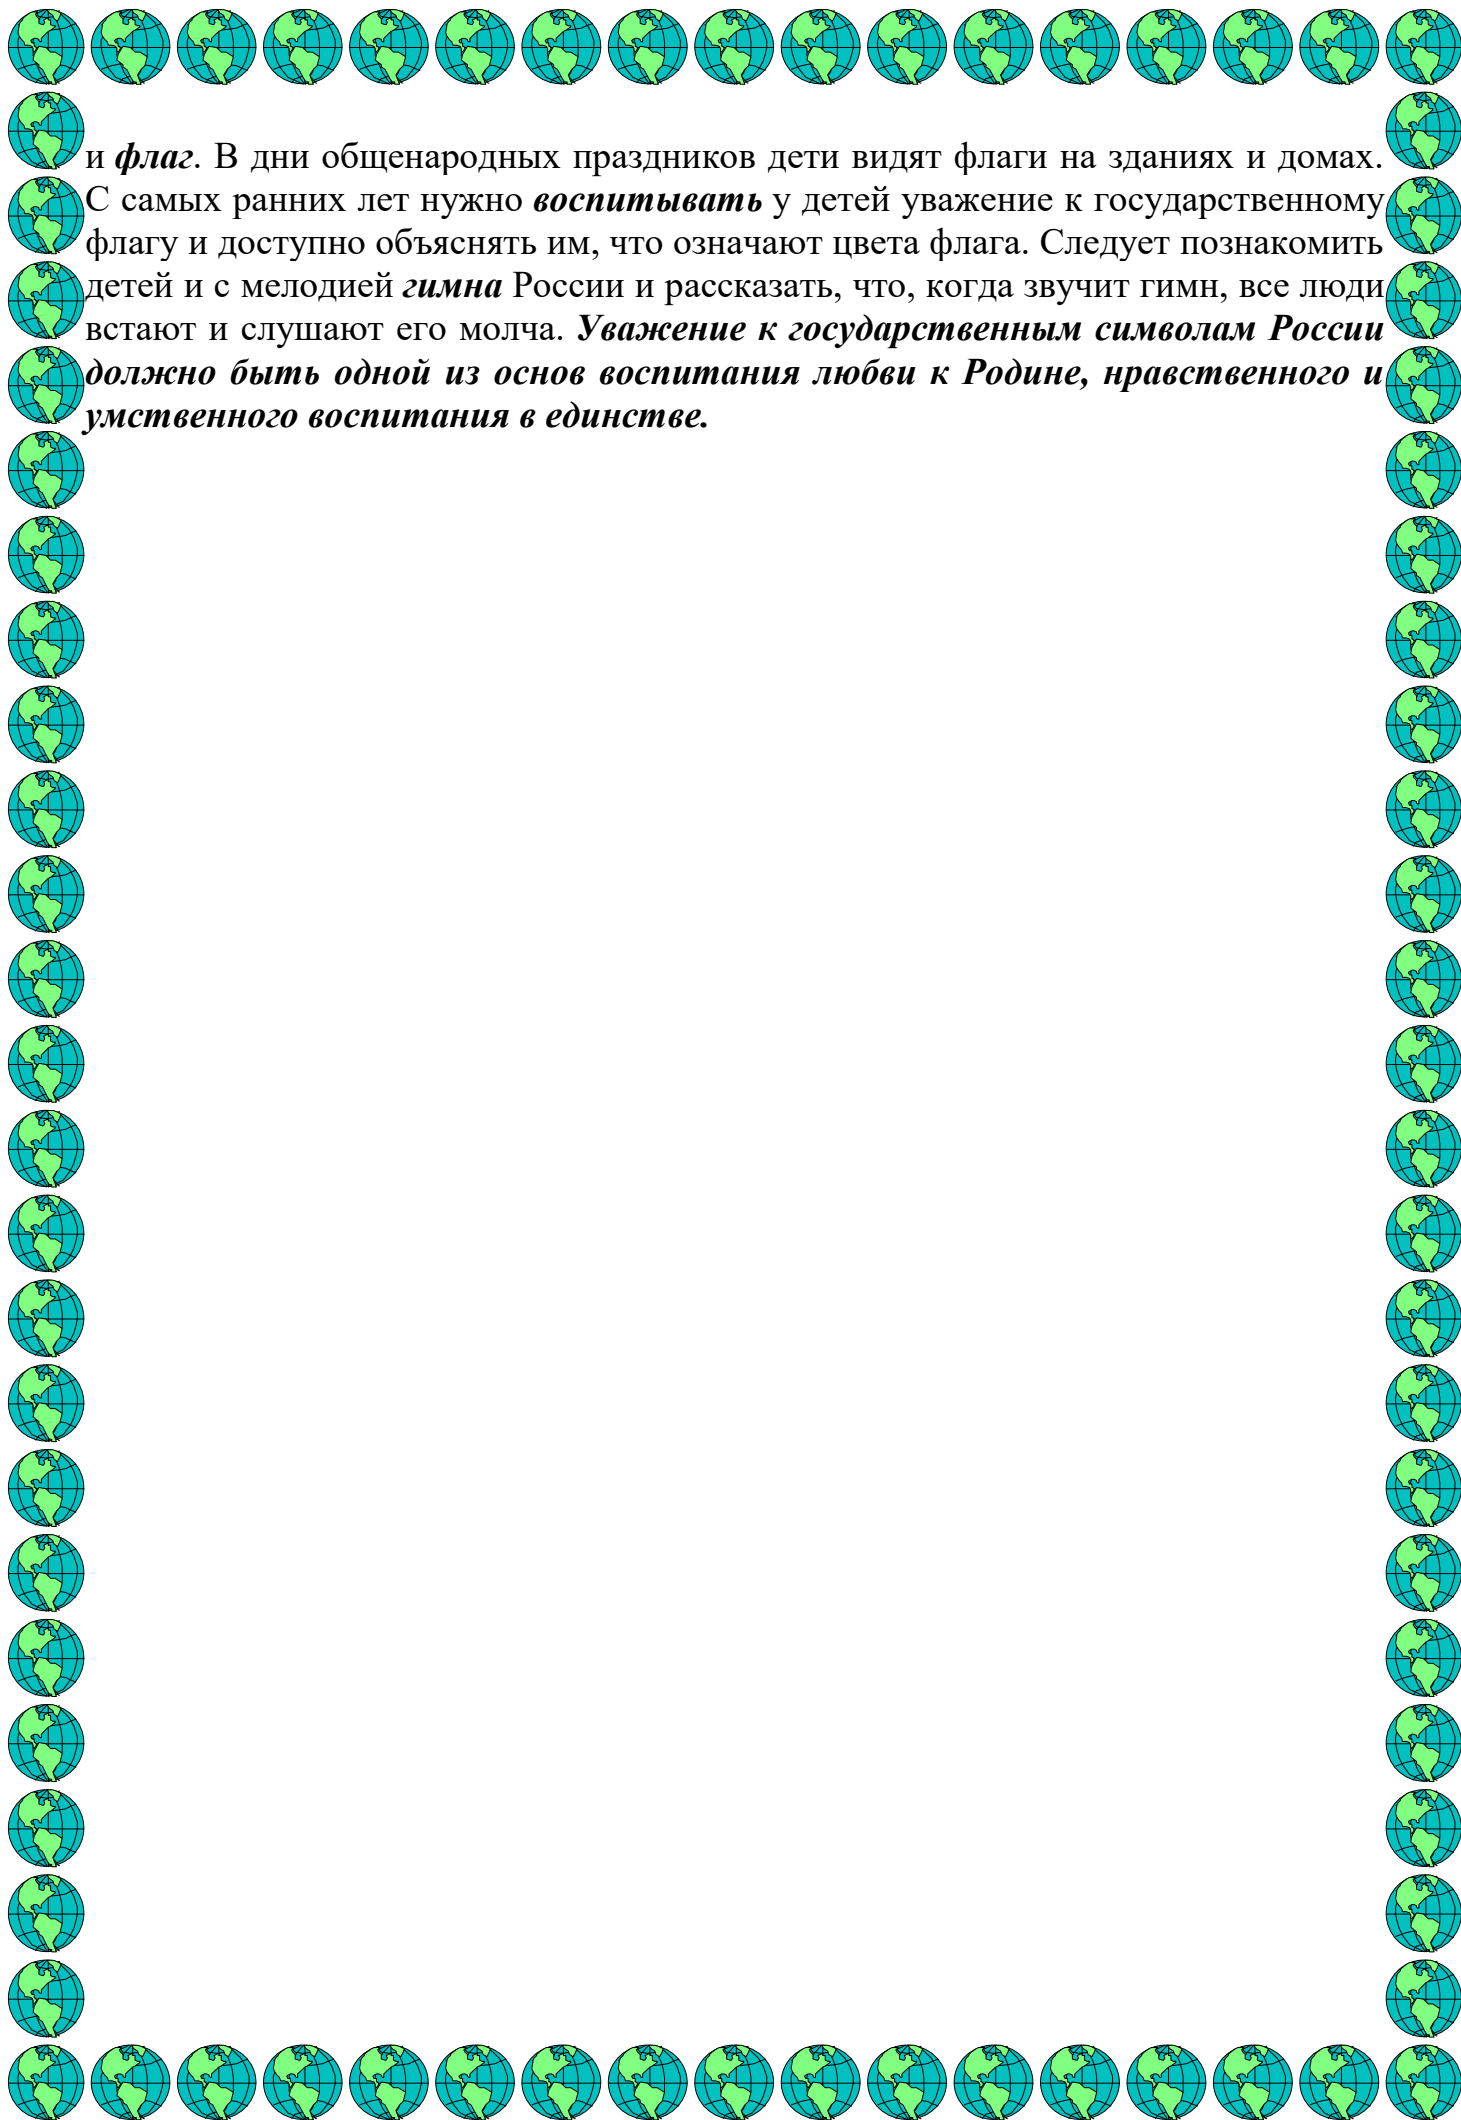 и флаг. В дни общенародных праздников дети видят флаги на зданиях и домах.
С самых ранних лет нужно воспитывать у детей уважение к государственному
флагу и доступно объяснять им, что означают цвета флага. Следует познакомить
детей и с мелодией гимна России и рассказать, что, когда звучит гимн, все люди
встают и слушают его молча. Уважение к государственным символам России
должно быть одной из основ воспитания любви к Родине, нравственного и
умственного воспитания в единстве.